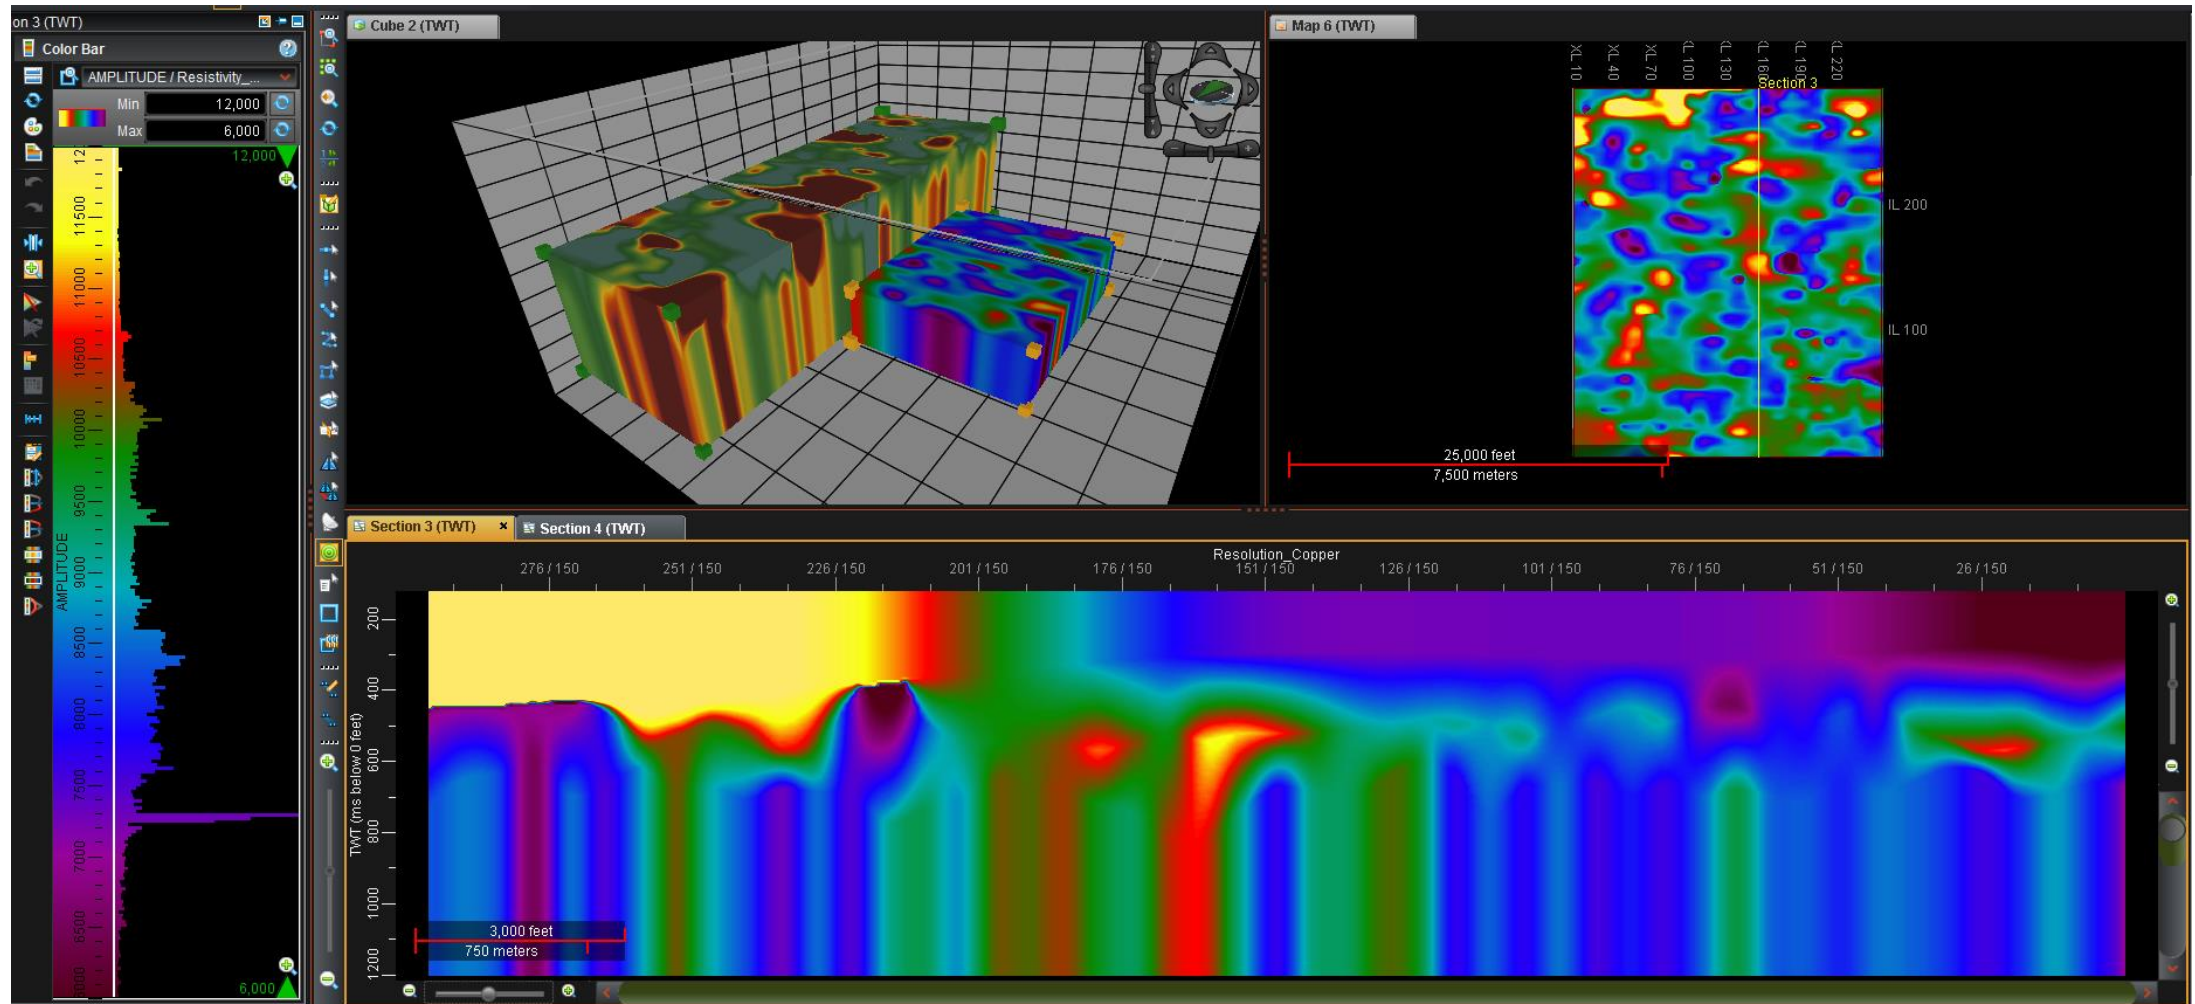 on 3 (TWT)
Color Bar
AMPLITUDE / Resistivity_...
Min 12,000
Max 6,000
12,000
11500
11000
10500
10000
9500
9000
8500
8000
7500
7000
6500
AMPLITUDE
6,000
Cube 2 (TWT)
Map 6 (TWT)
XL 10 XL 40 XL 70 XL 100 XL 130 XL 160 XL 190 XL 220
Section 3
IL 200
IL 100
25,000 feet
7,500 meters
Section 3 (TWT) × Section 4 (TWT)
Resolution_Copper
276 / 150 251 / 150 226 / 150 201 / 150 176 / 150 151 / 150 126 / 150 101 / 150 76 / 150 51 / 150 26 / 150
200
400
600
800
1000
1200
TWT (ms below 0 feet)
3,000 feet
750 meters